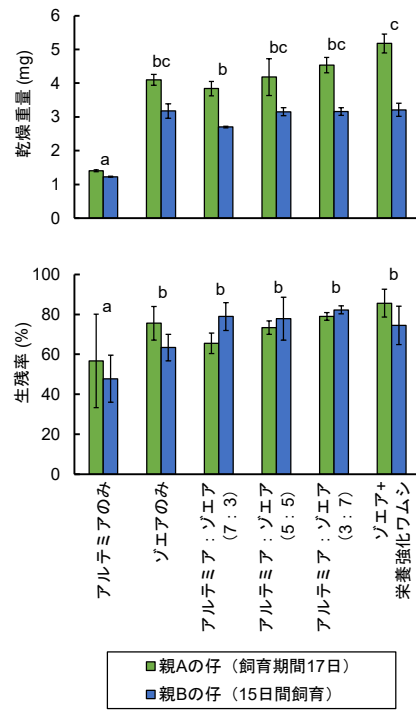 乾燥重量 (mg)
6
5
4
3
2
1
0
a
bc
b
bc
bc
c
生残率 (%)
100
80
60
40
20
0
a
b
b
b
b
b
アルテミアのみ
ゾエアのみ
アルテミア：ゾエア
（7：3）
アルテミア：ゾエア
（5：5）
アルテミア：ゾエア
（3：7）
ゾエア+
栄養強化ワムシ
親Aの仔（飼育期間17日）
親Bの仔（15日間飼育）